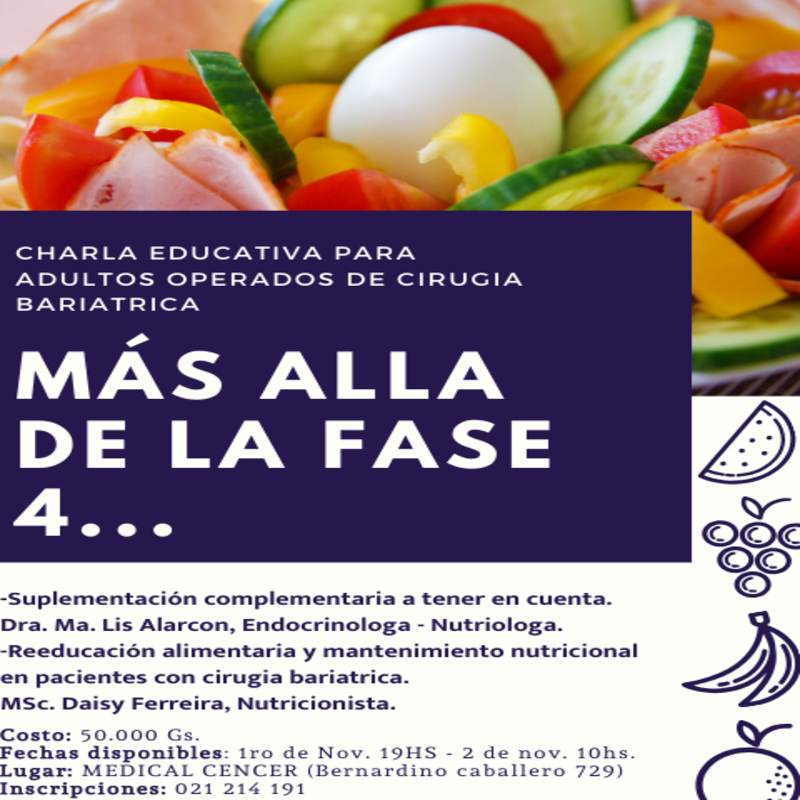 CHARLA EDUCATIVA PARA
ADULTOS OPERADOS DE CIRUGIA
BARIATRICA
MÁS ALLA
DE LA FASE
4...
-Suplementación complementaria a tener en cuenta.
Dra. Ma. Lis Alarcon, Endocrinologa - Nutriologa.
-Reeducación alimentaria y mantenimiento nutricional
en pacientes con cirugia bariatrica.
MSc. Daisy Ferreira, Nutricionista.
Costo: 50.000 Gs.
Fechas disponibles: 1ro de Nov. 19HS - 2 de nov. 10hs.
Lugar: MEDICAL CENCER (Bernardino caballero 729)
Inscripciones: 021 214 191